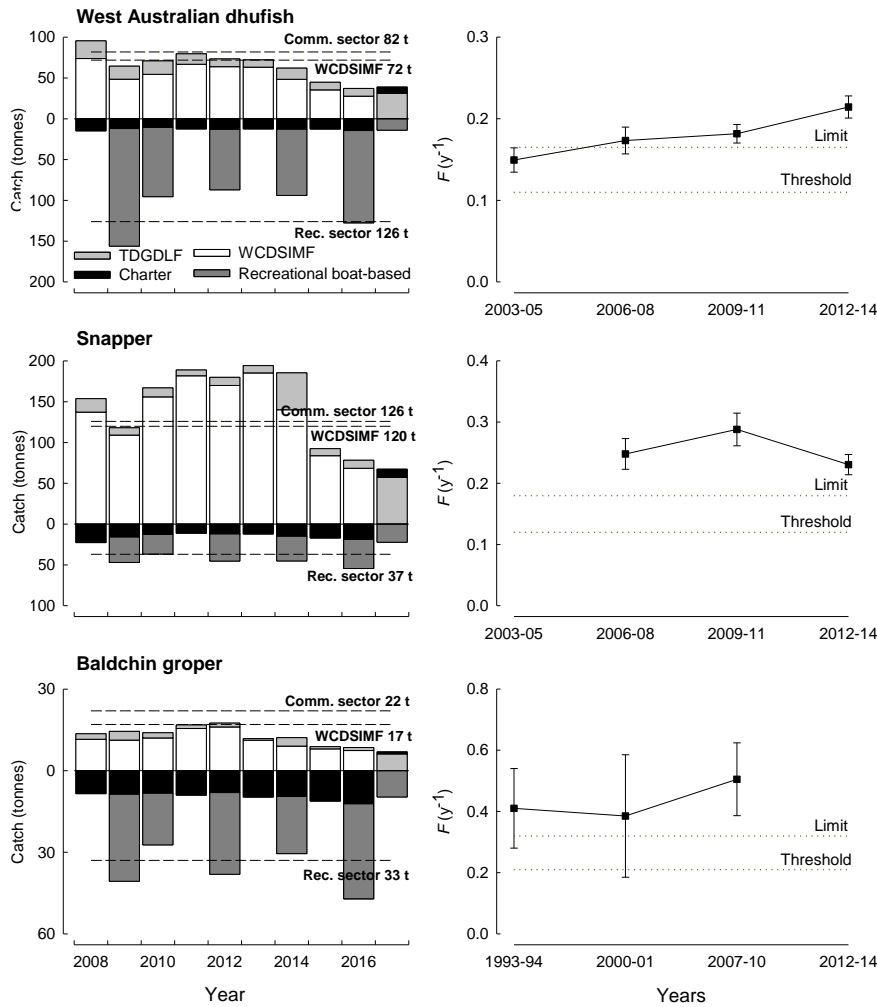 West Australian dhufish
Catch (tonnes)
100
50
0
50
100
150
200
Comm. sector 82 t
WCDSIMF 72 t
Rec. sector 126 t
TDGDLF
WCDSIMF
Charter
Recreational boat-based
F (y-1)
0.3
0.2
0.1
0.0
Limit
Threshold
2003-05
2006-08
2009-11
2012-14
Snapper
Catch (tonnes)
200
150
100
50
0
50
100
Comm. sector 126 t
WCDSIMF 120 t
Rec. sector 37 t
F (y-1)
0.4
0.3
0.2
0.1
0.0
Limit
Threshold
2003-05
2006-08
2009-11
2012-14
Baldchin groper
Catch (tonnes)
30
0
30
60
Comm. sector 22 t
WCDSIMF 17 t
Rec. sector 33 t
2008
2010
2012
2014
2016
Year
F (y-1)
0.8
0.6
0.4
0.2
0.0
Limit
Threshold
1993-94
2000-01
2007-10
2012-14
Years